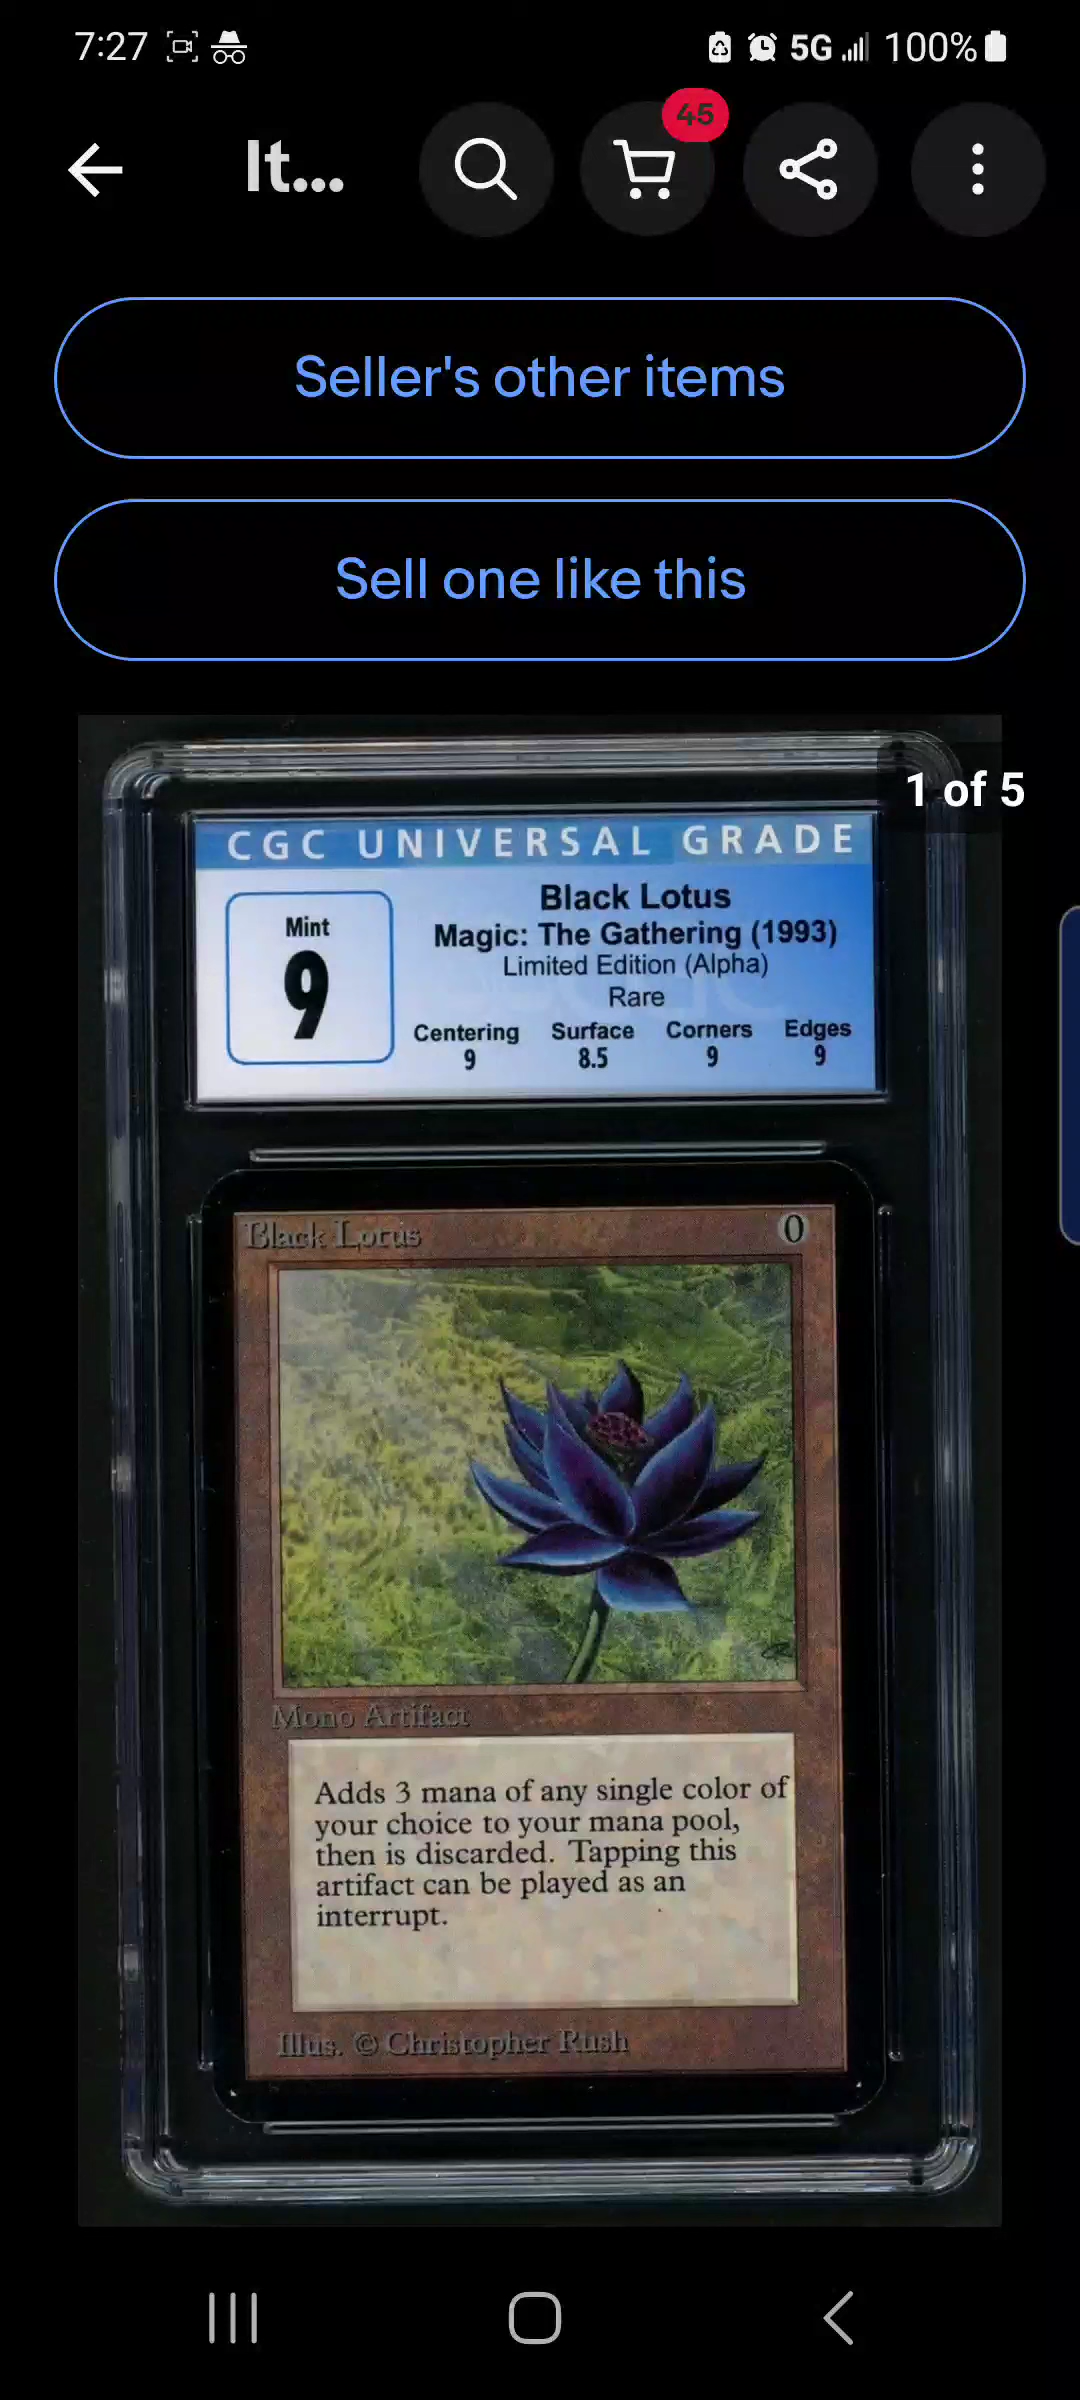 7:27
5G 100%
45
It...
Seller's other items
Sell one like this
1 of 5
CGC UNIVERSAL GRADE
Mint
9
Black Lotus
Magic: The Gathering (1993)
Limited Edition (Alpha)
Rare
Centering Surface Corners Edges
9 8.5 9 9
Black Lotus 0
Mono Artifact
Adds 3 mana of any single color of
your choice to your mana pool,
then is discarded. Tapping this
artifact can be played as an
interrupt.
Illus. © Christopher Rush